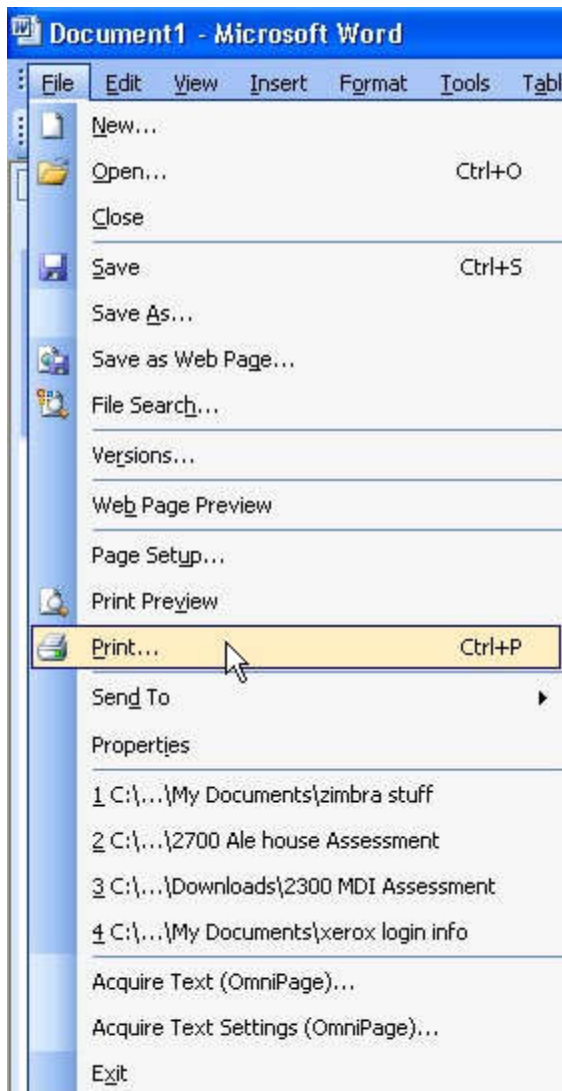 Document1 - Microsoft Word
File Edit View Insert Format Tools Tabl
New...
Open... Ctrl+O
Close
Save Ctrl+S
Save As...
Save as Web Page...
File Search...
Versions...
Web Page Preview
Page Setup...
Print Preview
Print... Ctrl+P
Send To
Properties
1 C:\...\My Documents\zimbra stuff
2 C:\...\2700 Ale house Assessment
3 C:\...\Downloads\2300 MDI Assessment
4 C:\...\My Documents\xerox login info
Acquire Text (OmniPage)...
Acquire Text Settings (OmniPage)...
Exit